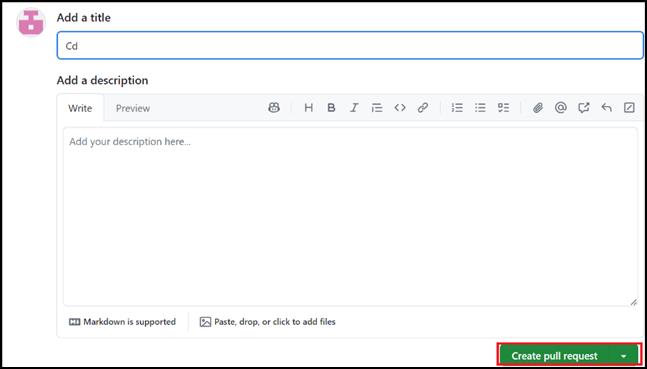 Add a title
Cd
Add a description
Write Preview H B I
Add your description here...
Markdown is supported Paste, drop, or click to add files
Create pull request